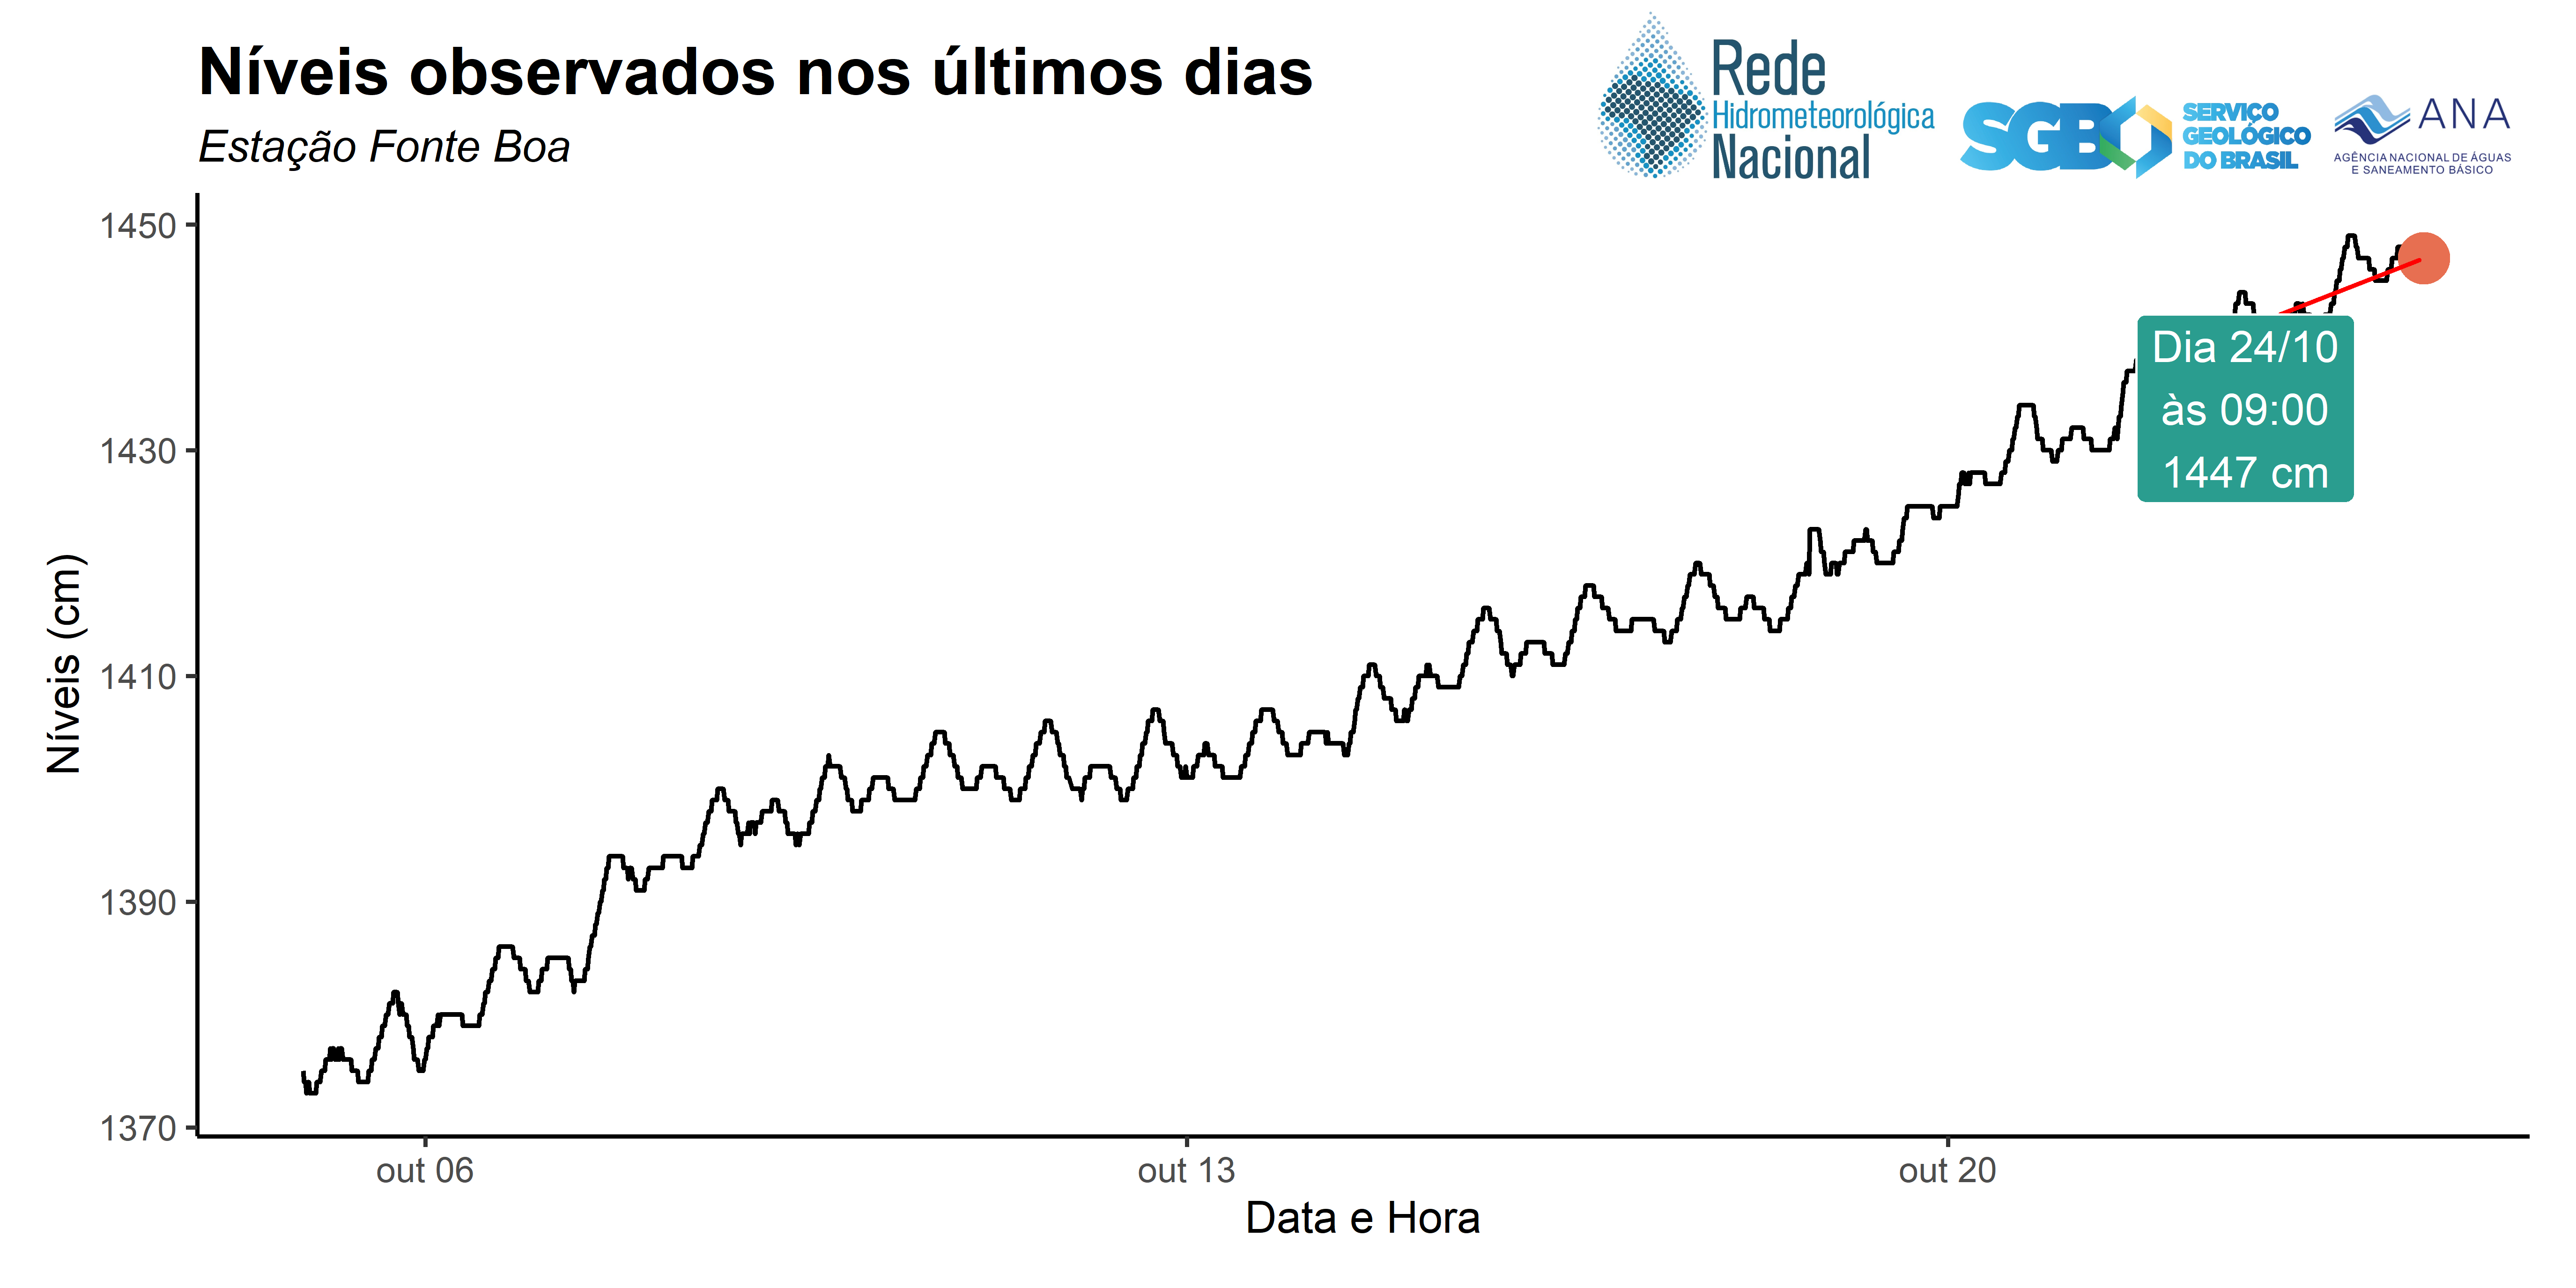 Níveis observados nos últimos dias
Estação Fonte Boa
Rede
Hidrometeorológica
Nacional
SGB
SERVIÇO
GEOLÓGICO
DO BRASIL
ANA
AGÊNCIA NACIONAL DE ÁGUAS
E SANEAMENTO BÁSICO
1450
1430
1410
1390
1370
Níveis (cm)
Dia 24/10
às 09:00
1447 cm
out 06
out 13
out 20
Data e Hora